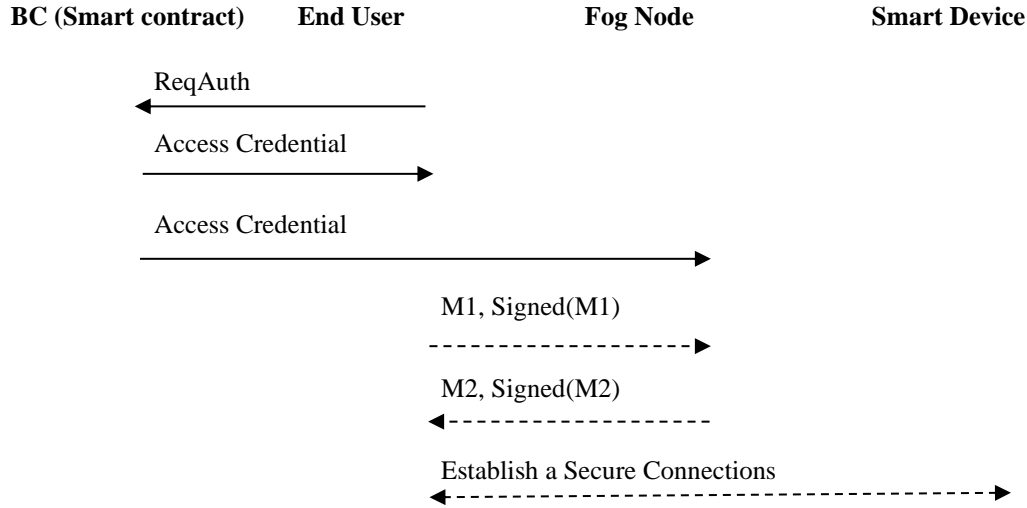 BC (Smart contract) End User Fog Node Smart Device
ReqAuth
Access Credential
Access Credential
M1, Signed(M1)
M2, Signed(M2)
Establish a Secure Connections